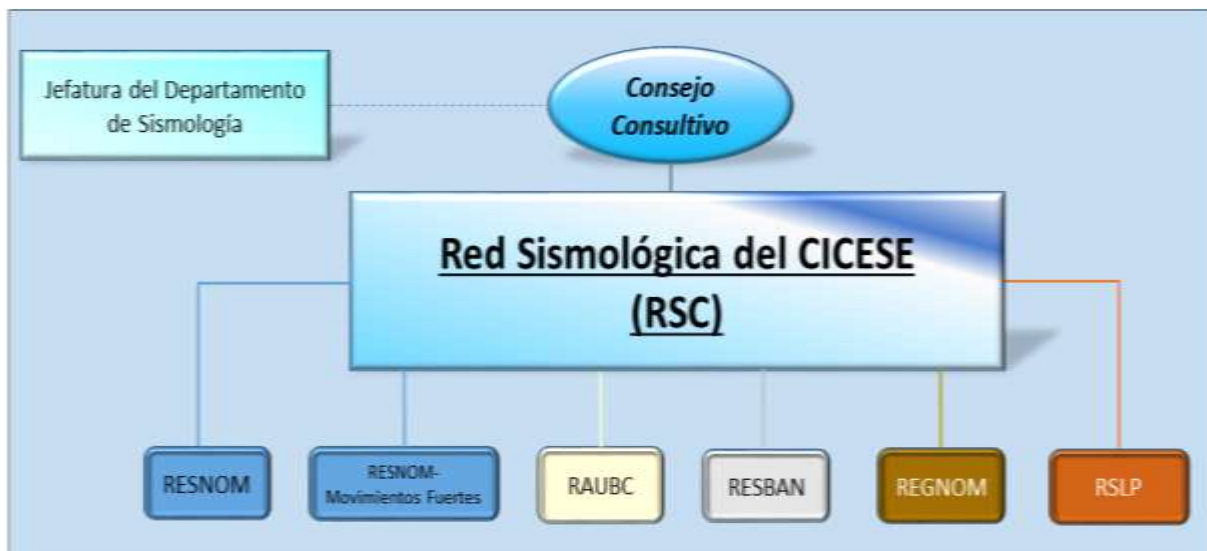 Jefatura del Departamento
de Sismología
Consejo
Consultivo
Red Sismológica del CICESE
(RSC)
RESNOM
RESNOM-
Movimientos Fuertes
RAUBC
RESBAN
REGNOM
RSLP